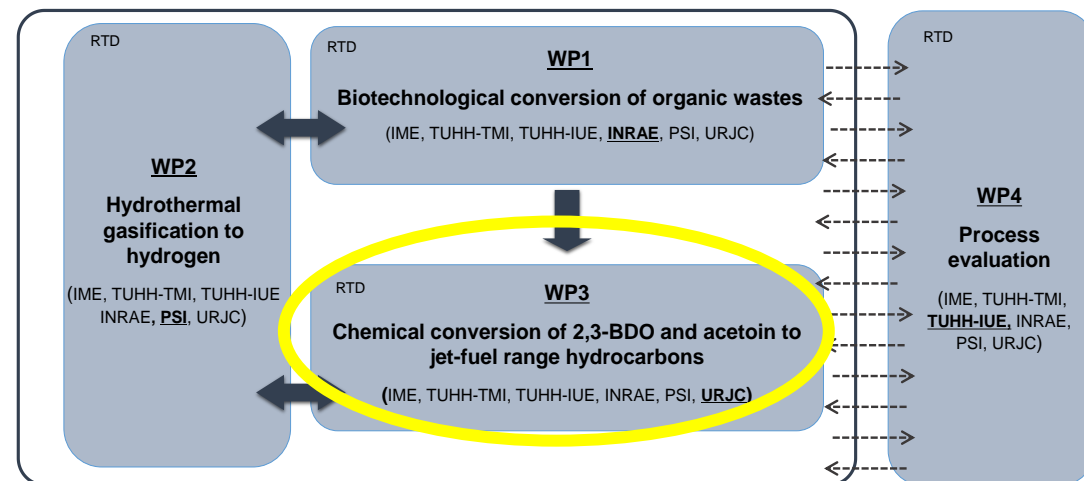 RTD
WP2
Hydrothermal
gasification to
hydrogen
(IME, TUHH-TMI, TUHH-IUE
INRAE, PSI, URJC)
RTD
WP1
Biotechnological conversion of organic wastes
(IME, TUHH-TMI, TUHH-IUE, INRAE, PSI, URJC)
RTD
WP3
Chemical conversion of 2,3-BDO and acetoin to
jet-fuel range hydrocarbons
(IME, TUHH-TMI, TUHH-IUE, INRAE, PSI, URJC)
RTD
WP4
Process
evaluation
(IME, TUHH-TMI,
TUHH-IUE, INRAE,
PSI, URJC)